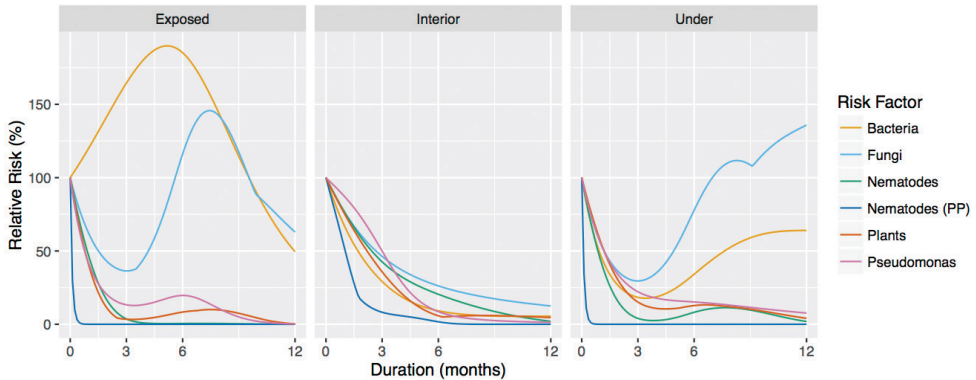 Exposed Interior Under
Relative Risk (%)
150
100
50
0
0 3 6 12 0 3 6 12 0 3 6 12
Duration (months)
Risk Factor
Bacteria
Fungi
Nematodes
Nematodes (PP)
Plants
Pseudomonas